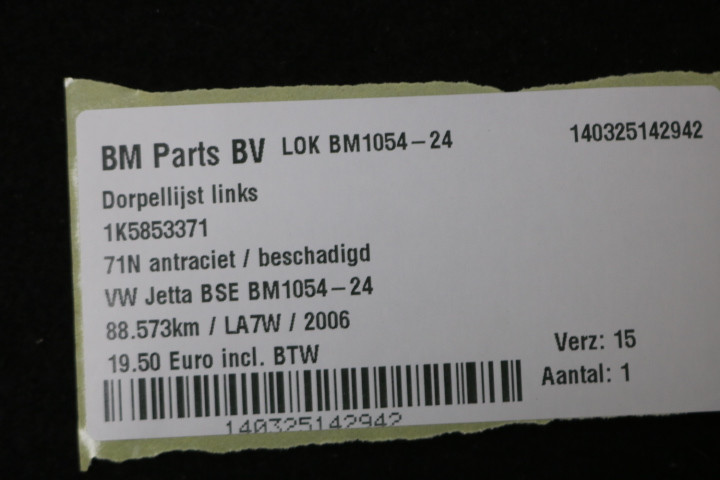 BM Parts BV LOK BM1054-24 140325142942
Dorpellijst links
1K5853371
71N antraciet / beschadigd
VW Jetta BSE BM1054-24
88.573km / LA7W / 2006
19.50 Euro incl. BTW
Verz: 15
Aantal: 1
140325142942